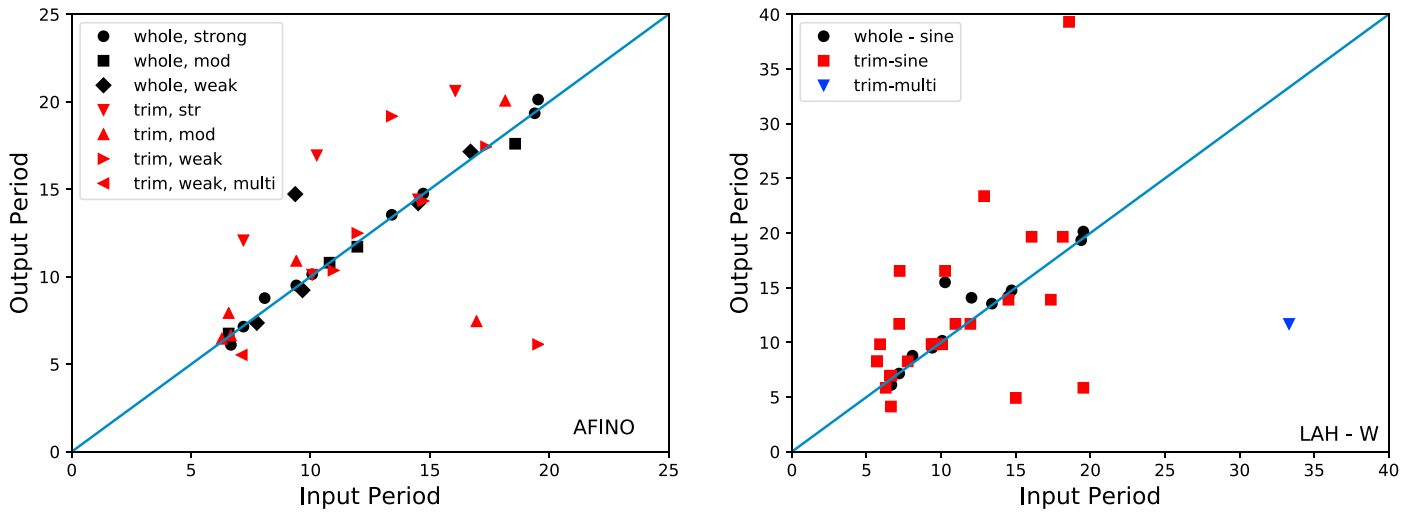 25
20
15
10
5
0
Output Period
whole, strong
whole, mod
whole, weak
trim, str
trim, mod
trim, weak
trim, weak, multi
AFINO
0 5 10 15 20 25
Input Period
40
35
30
25
20
15
10
5
0
Output Period
whole - sine
trim-sine
trim-multi
LAH - W
0 5 10 15 20 25 30 35 40
Input Period